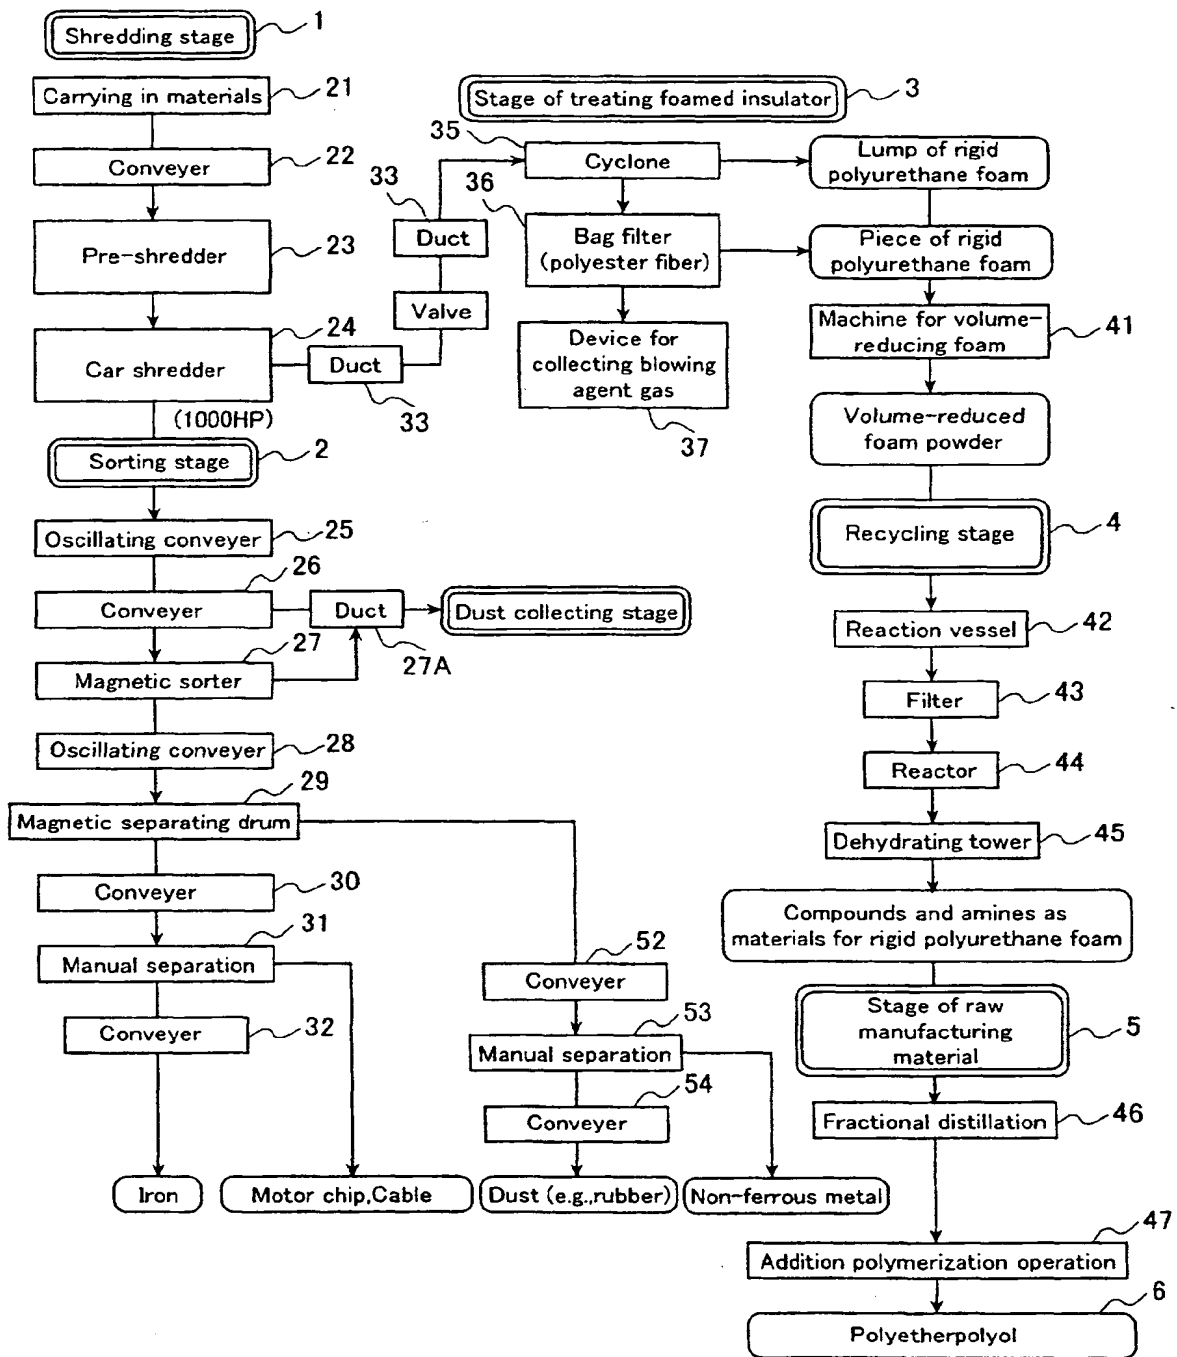 Shredding stage
1
Carrying in materials
21
Conveyer
22
Pre-shredder
23
Car shredder
24
(1000HP)
Duct
33
Valve
Duct
33
Sorting stage
2
Oscillating conveyer
25
Conveyer
26
Duct
27A
Dust collecting stage
Magnetic sorter
27
Oscillating conveyer
28
Magnetic separating drum
29
Conveyer
30
Manual separation
31
Conveyer
32
Iron
Motor chip,Cable
Conveyer
52
Manual separation
53
Conveyer
54
Dust (e.g.,rubber)
Non-ferrous metal
Stage of treating foamed insulator
3
Cyclone
35
Bag filter
(polyester fiber)
36
Device for
collecting blowing
agent gas
37
Lump of rigid
polyurethane foam
Piece of rigid
polyurethane foam
Machine for volume-
reducing foam
41
Volume-reduced
foam powder
Recycling stage
4
Reaction vessel
42
Filter
43
Reactor
44
Dehydrating tower
45
Compounds and amines as
materials for rigid polyurethane foam
Stage of raw
manufacturing
material
5
Fractional distillation
46
Addition polymerization operation
47
Polyetherpolyol
6